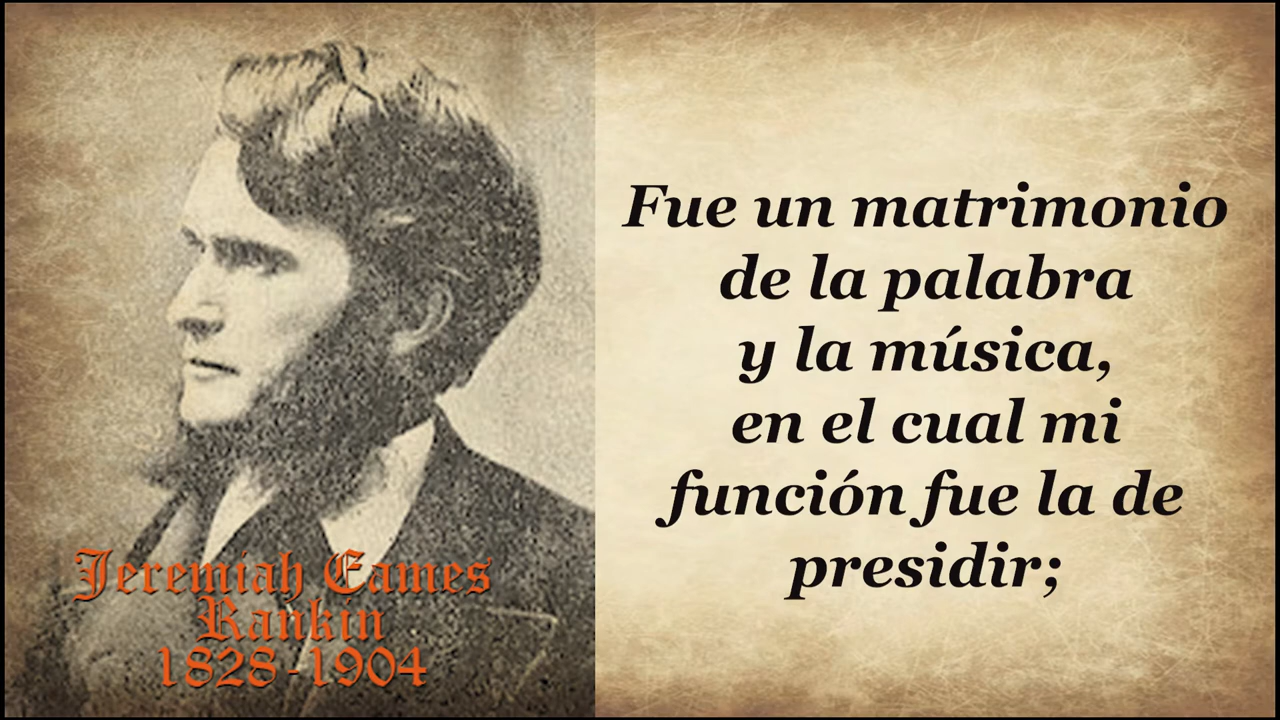 Jeremiah Eames
Rankin
1828-1904
Fue un matrimonio
de la palabra
y la música,
en el cual mi
función fue la de
presidir;